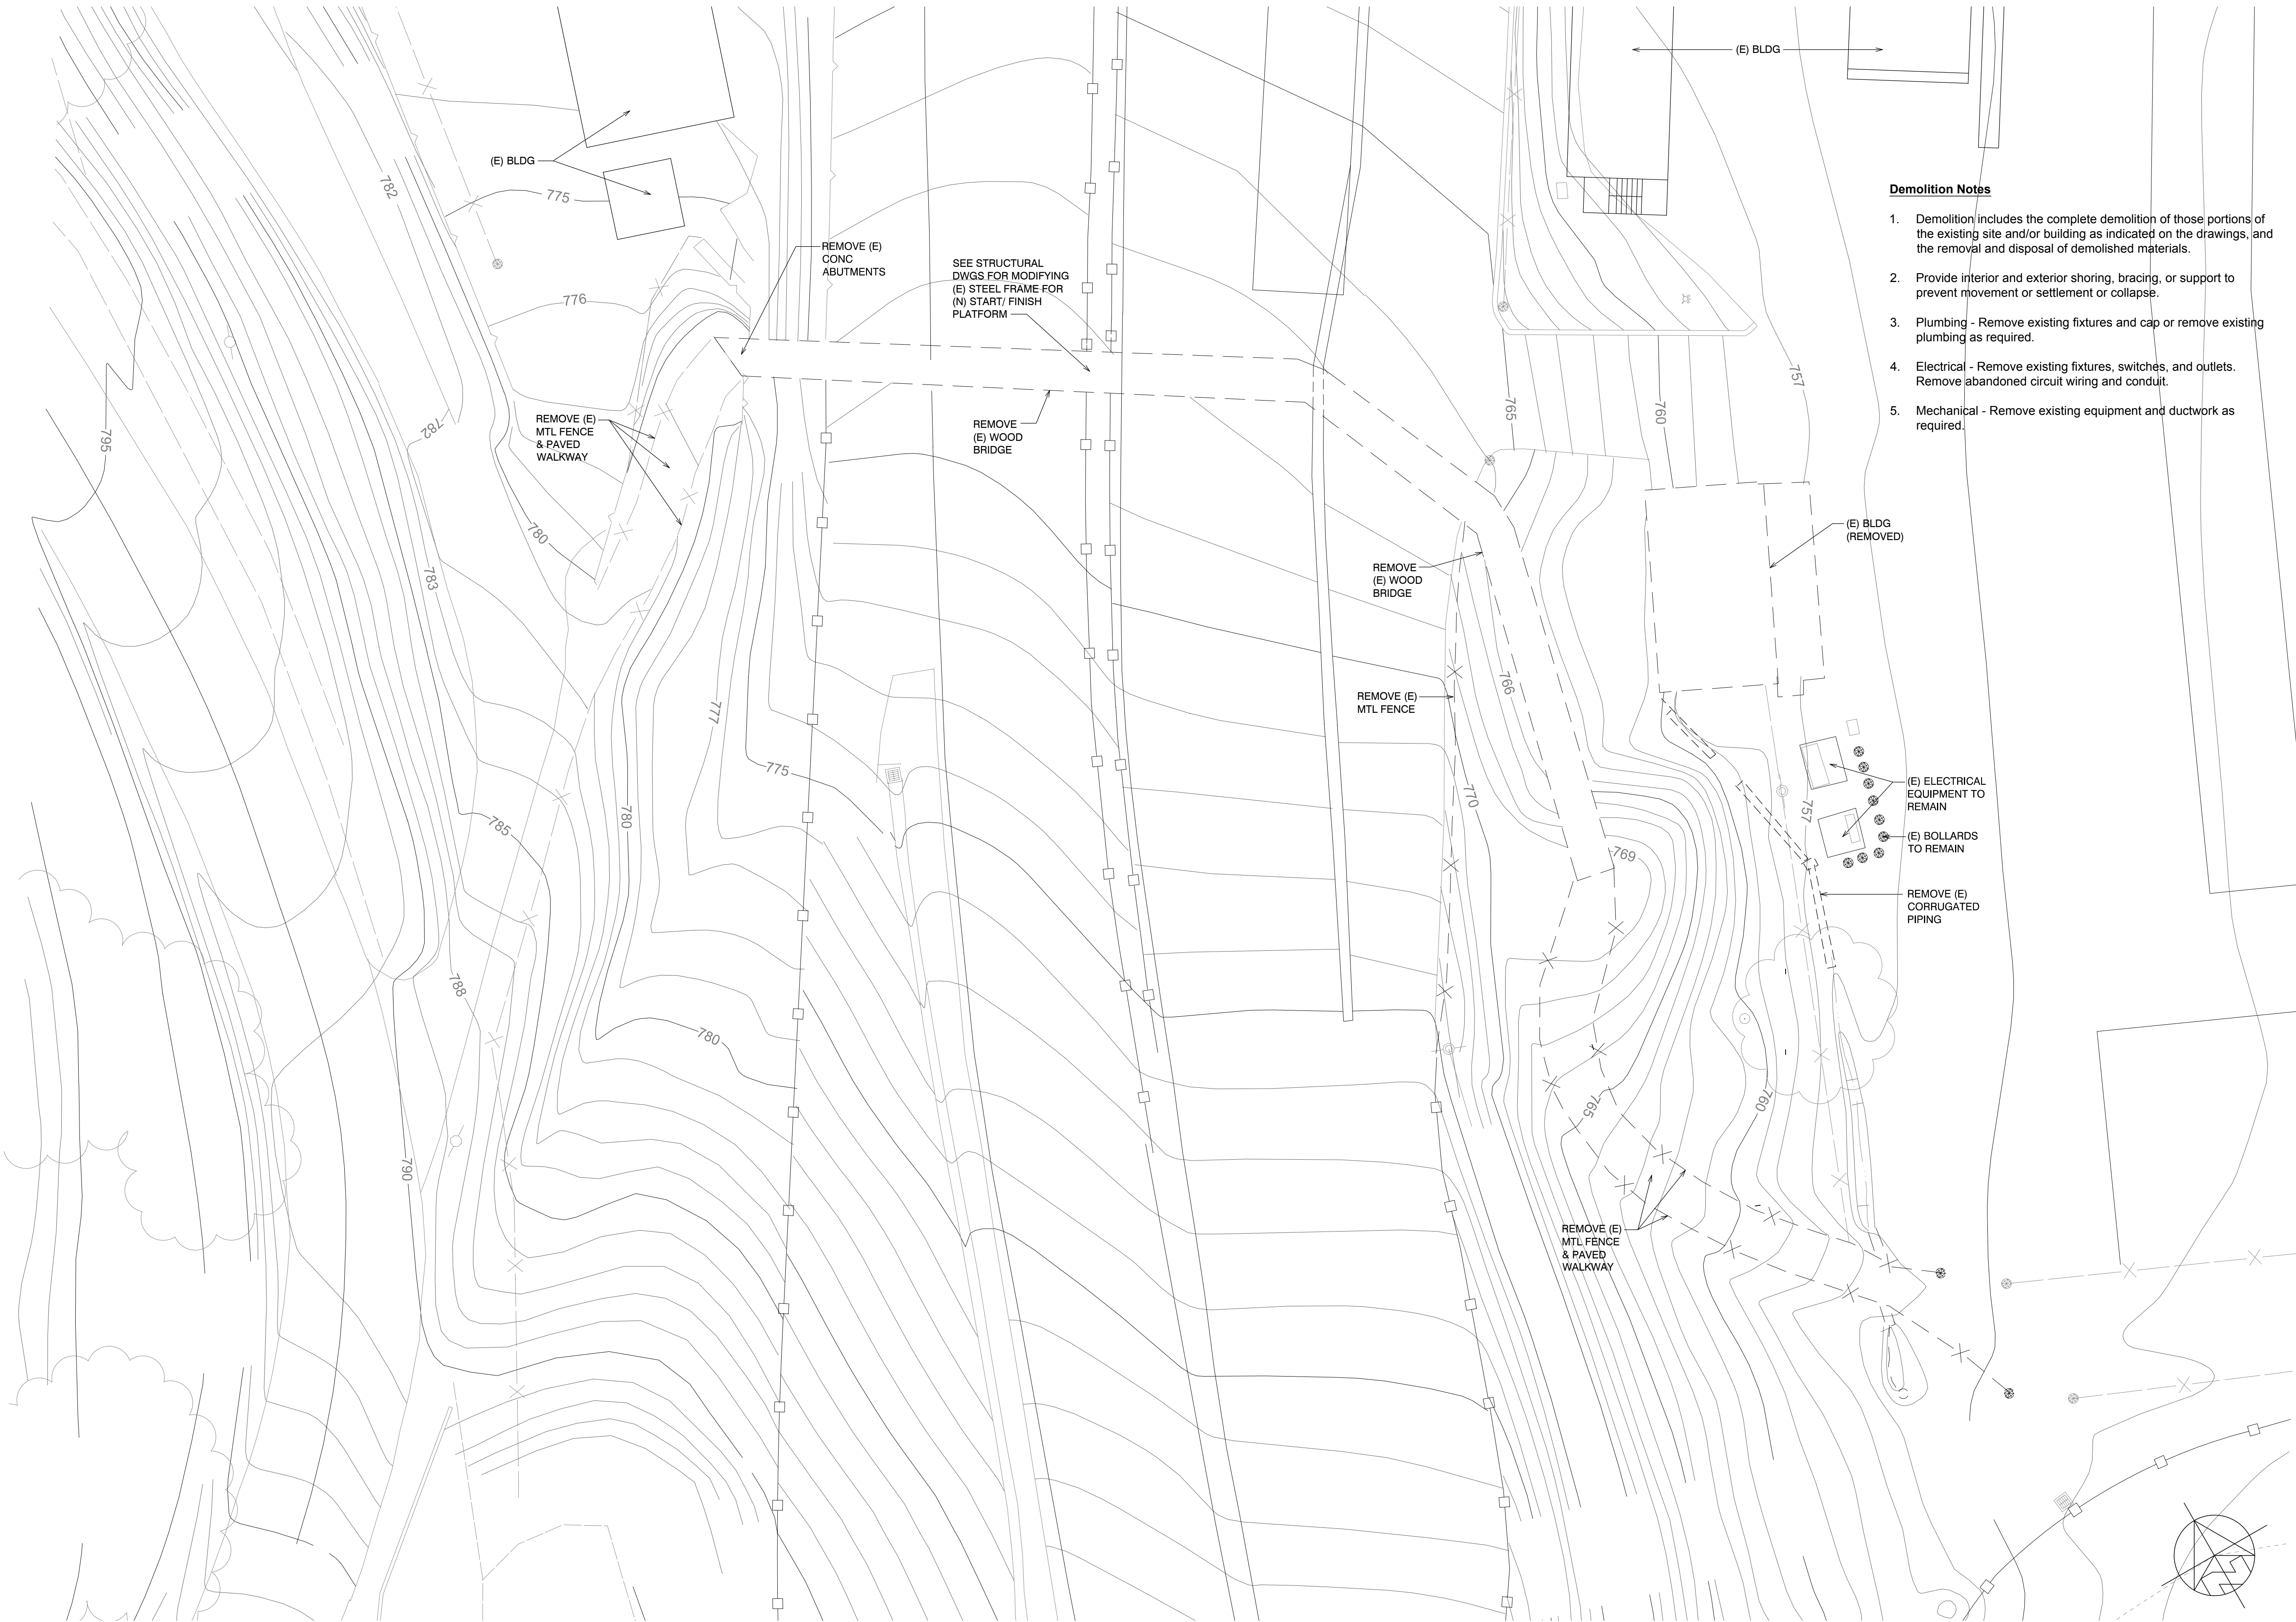 (E) BLDG
(E) BLDG
782
775
Demolition Notes
1. Demolition includes the complete demolition of those portions of
the existing site and/or building as indicated on the drawings, and
the removal and disposal of demolished materials.
2. Provide interior and exterior shoring, bracing, or support to
prevent movement or settlement or collapse.
3. Plumbing - Remove existing fixtures and cap or remove existing
plumbing as required.
4. Electrical - Remove existing fixtures, switches, and outlets.
Remove abandoned circuit wiring and conduit.
5. Mechanical - Remove existing equipment and ductwork as
required.
REMOVE (E)
CONC
ABUTMENTS
SEE STRUCTURAL
DWGS FOR MODIFYING
(E) STEEL FRAME FOR
(N) START/ FINISH
PLATFORM
776
757
765
760
782
795
REMOVE (E)
MTL FENCE
& PAVED
WALKWAY
REMOVE
(E) WOOD
BRIDGE
780
783
(E) BLDG
(REMOVED)
REMOVE
(E) WOOD
BRIDGE
REMOVE (E)
MTL FENCE
766
777
775
770
757
780
785
769
(E) ELECTRICAL
EQUIPMENT TO
REMAIN
(E) BOLLARDS
TO REMAIN
REMOVE (E)
CORRUGATED
PIPING
788
780
765
760
790
REMOVE (E)
MTL FENCE
& PAVED
WALKWAY